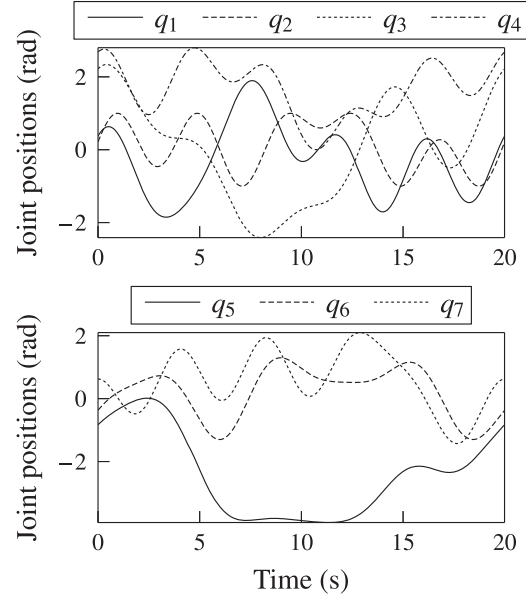 q1 q2 q3 q4
Joint positions (rad)
2
0
−2
0 5 10 15 20
q5 q6 q7
Joint positions (rad)
2
0
−2
0 5 10 15 20
Time (s)